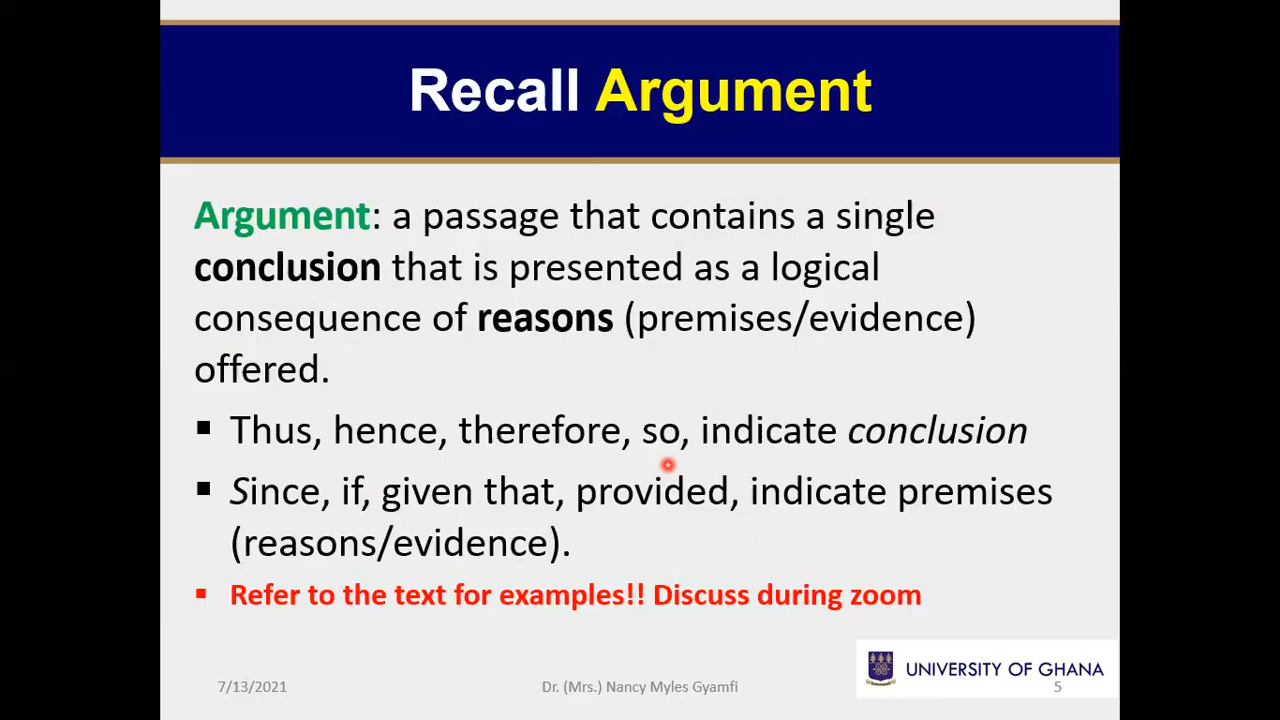 Recall Argument
Argument: a passage that contains a single
conclusion that is presented as a logical
consequence of reasons (premises/evidence)
offered.
▪ Thus, hence, therefore, so, indicate conclusion
▪ Since, if, given that, provided, indicate premises
(reasons/evidence).
▪ Refer to the text for examples!! Discuss during zoom
UNIVERSITY OF GHANA
7/13/2021
Dr. (Mrs.) Nancy Myles Gyamfi
5